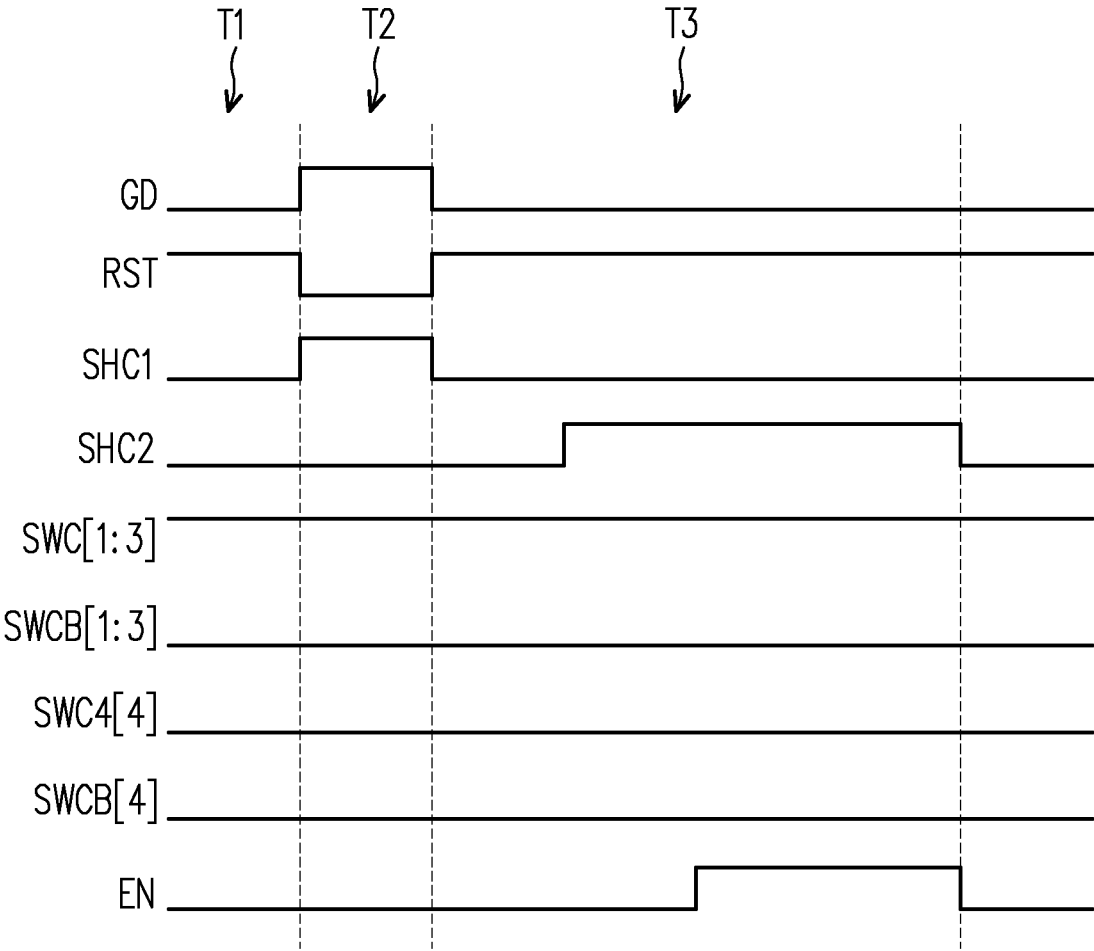 T1 T2 T3
GD
RST
SHC1
SHC2
SWC[1:3]
SWCB[1:3]
SWC4[4]
SWCB[4]
EN